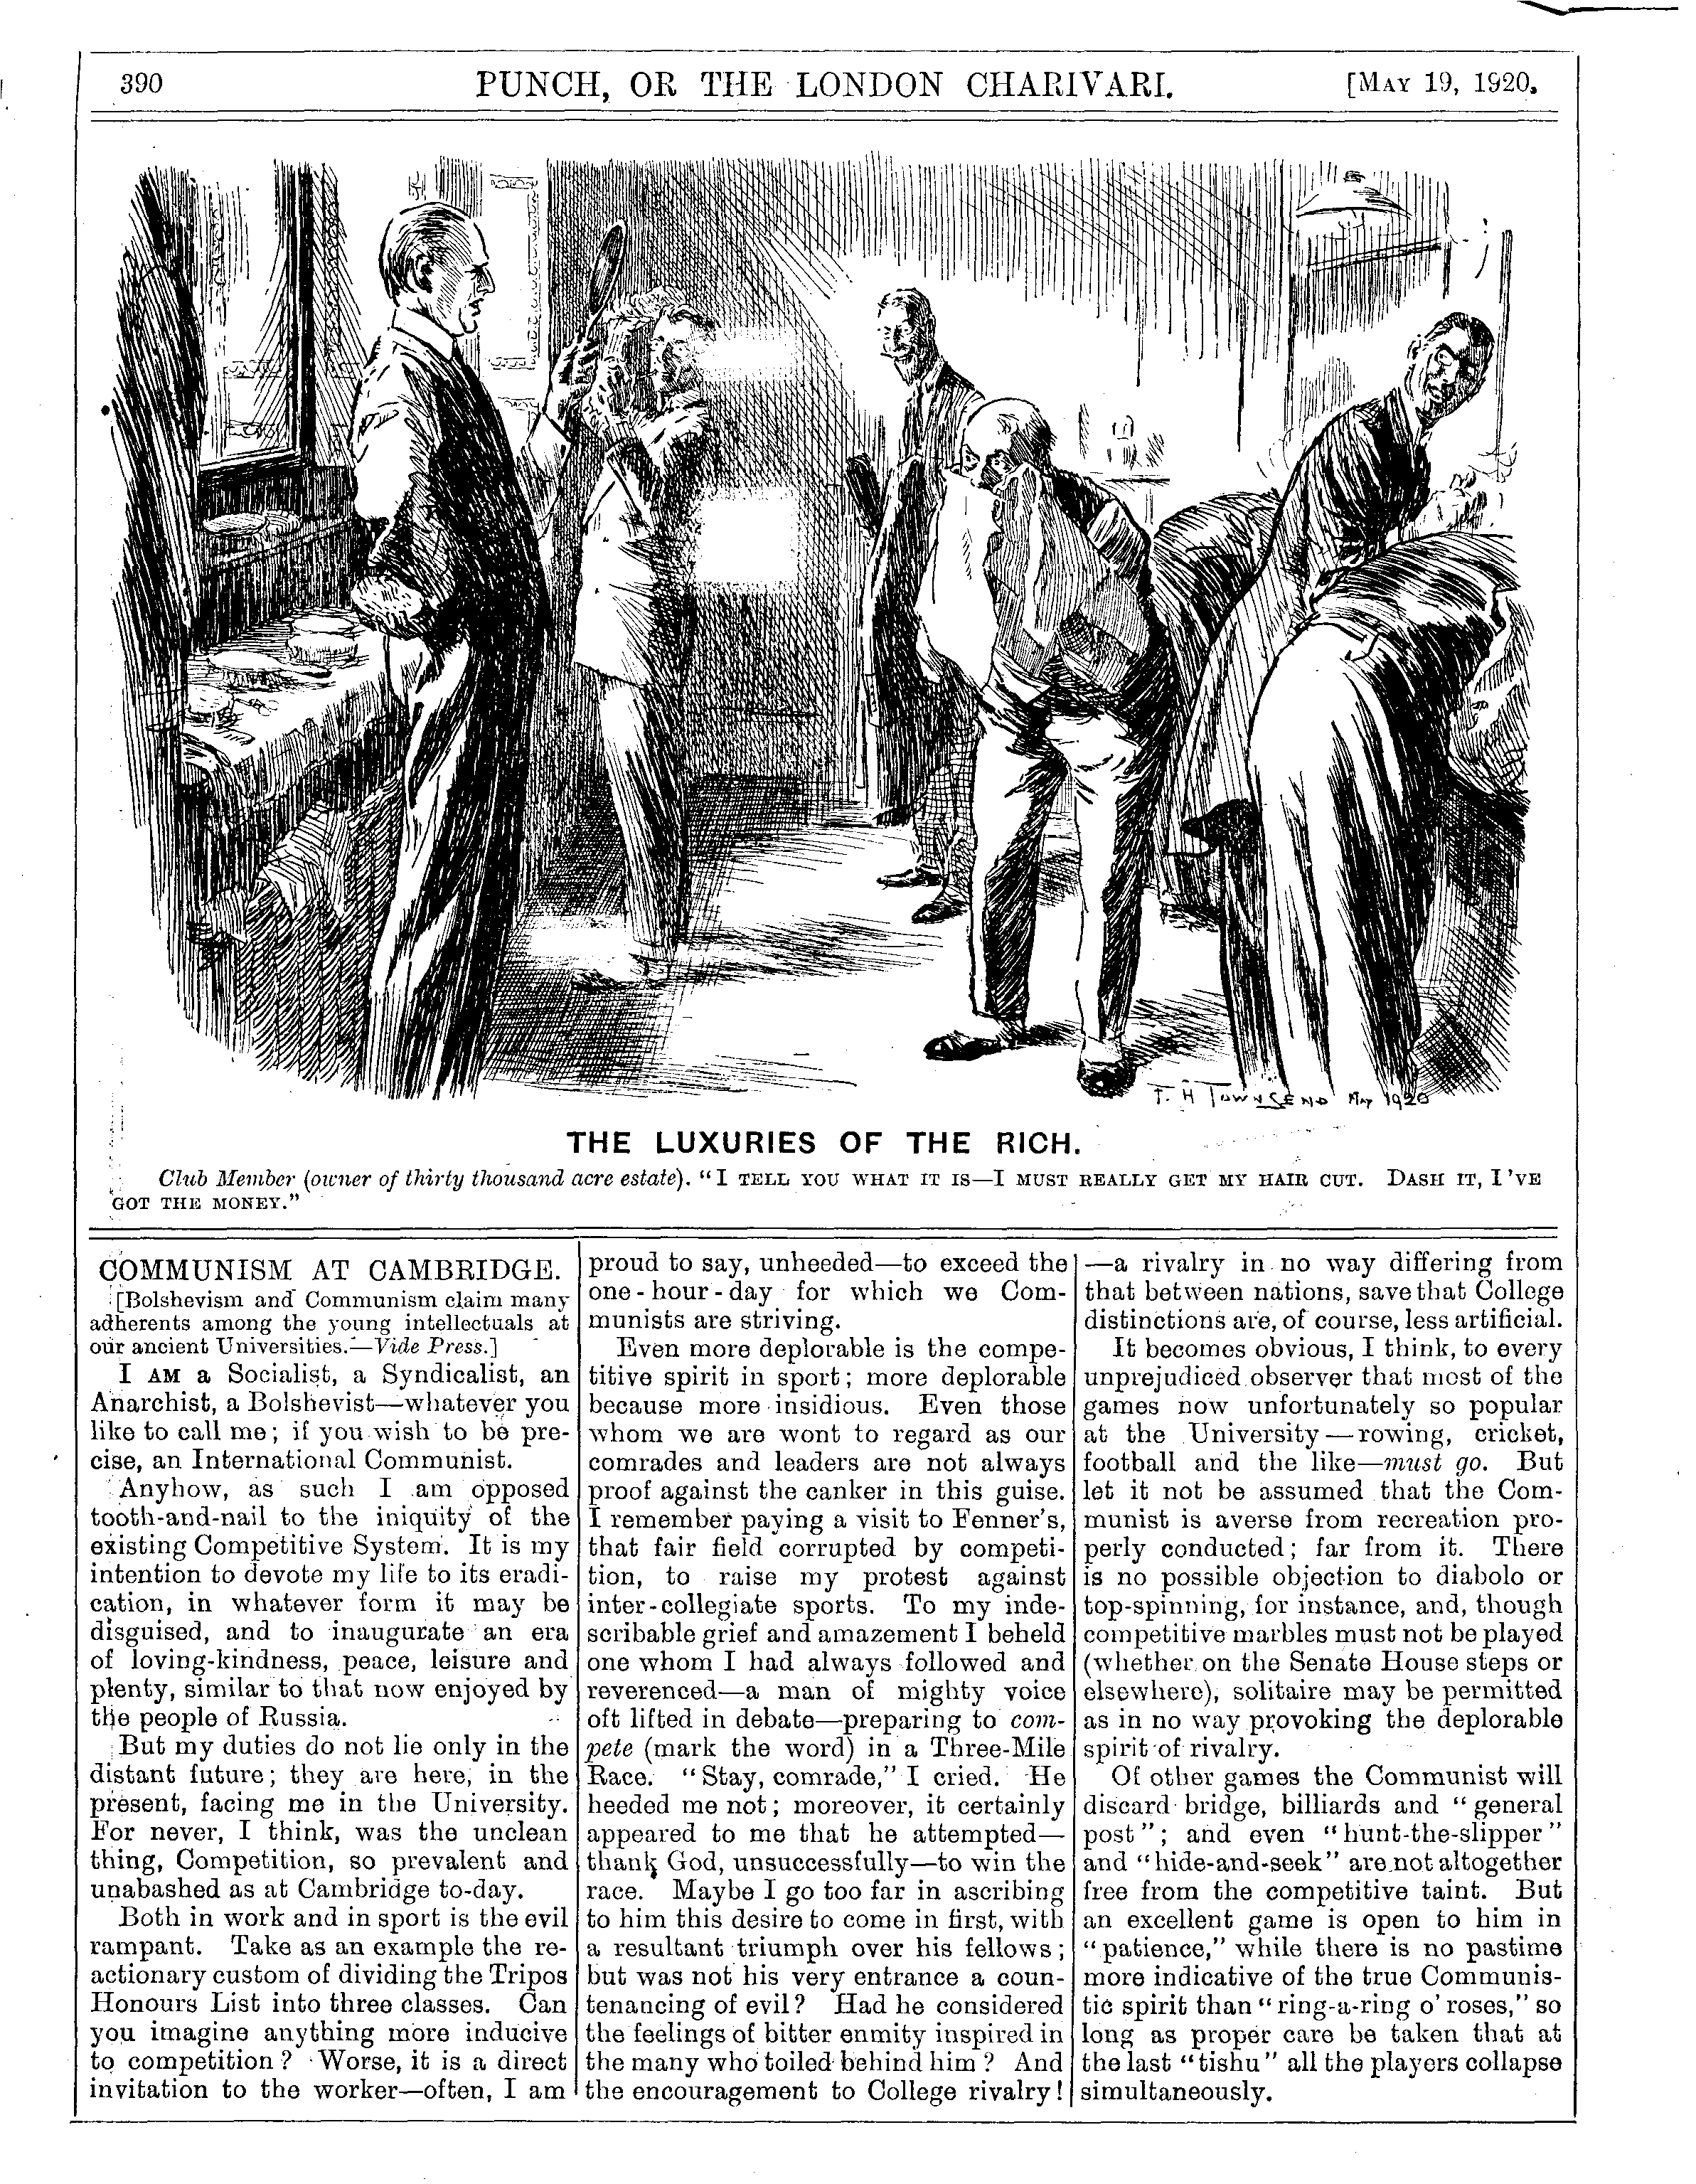 390
PUNCH, OR THE LONDON CHARIVARI.
[MAY 19, 1920.
F. H. TOWNSEND MAY 1920
THE LUXURIES OF THE RICH.
Club Member (owner of thirty thousand acre estate). "I TELL YOU WHAT IT IS—I MUST REALLY GET MY HAIR CUT. DASH IT, I'VE
GOT THE MONEY."
COMMUNISM AT CAMBRIDGE.
[Bolshevism and Communism claim many
adherents among the young intellectuals at
our ancient Universities.—Vide Press.]
I AM a Socialist, a Syndicalist, an
Anarchist, a Bolshevist—whatever you
like to call me; if you wish to be pre-
cise, an International Communist.
Anyhow, as such I am opposed
tooth-and-nail to the iniquity of the
existing Competitive System. It is my
intention to devote my life to its eradi-
cation, in whatever form it may be
disguised, and to inaugurate an era
of loving-kindness, peace, leisure and
plenty, similar to that now enjoyed by
the people of Russia.
But my duties do not lie only in the
distant future; they are here, in the
present, facing me in the University.
For never, I think, was the unclean
thing, Competition, so prevalent and
unabashed as at Cambridge to-day.
Both in work and in sport is the evil
rampant. Take as an example the re-
actionary custom of dividing the Tripos
Honours List into three classes. Can
you imagine anything more inducive
to competition? Worse, it is a direct
invitation to the worker—often, I am
proud to say, unheeded—to exceed the
one-hour-day for which we Com-
munists are striving.
Even more deplorable is the compe-
titive spirit in sport; more deplorable
because more insidious. Even those
whom we are wont to regard as our
comrades and leaders are not always
proof against the canker in this guise.
I remember paying a visit to Fenner's,
that fair field corrupted by competi-
tion, to raise my protest against
inter-collegiate sports. To my inde-
scribable grief and amazement I beheld
one whom I had always followed and
reverenced—a man of mighty voice
oft lifted in debate—preparing to com-
pete (mark the word) in a Three-Mile
Race. "Stay, comrade," I cried. He
heeded me not; moreover, it certainly
appeared to me that he attempted—
thank God, unsuccessfully—to win the
race. Maybe I go too far in ascribing
to him this desire to come in first, with
a resultant triumph over his fellows;
but was not his very entrance a coun-
tenancing of evil? Had he considered
the feelings of bitter enmity inspired in
the many who toiled behind him? And
the encouragement to College rivalry!
—a rivalry in no way differing from
that between nations, save that College
distinctions are, of course, less artificial.
It becomes obvious, I think, to every
unprejudiced observer that most of the
games now unfortunately so popular
at the University—rowing, cricket,
football and the like—must go. But
let it not be assumed that the Com-
munist is averse from recreation pro-
perly conducted; far from it. There
is no possible objection to diabolo or
top-spinning, for instance, and, though
competitive marbles must not be played
(whether on the Senate House steps or
elsewhere), solitaire may be permitted
as in no way provoking the deplorable
spirit of rivalry.
Of other games the Communist will
discard bridge, billiards and "general
post"; and even "hunt-the-slipper"
and "hide-and-seek" are not altogether
free from the competitive taint. But
an excellent game is open to him in
"patience," while there is no pastime
more indicative of the true Communis-
tic spirit than "ring-a-ring o' roses," so
long as proper care be taken that at
the last "tishu" all the players collapse
simultaneously.